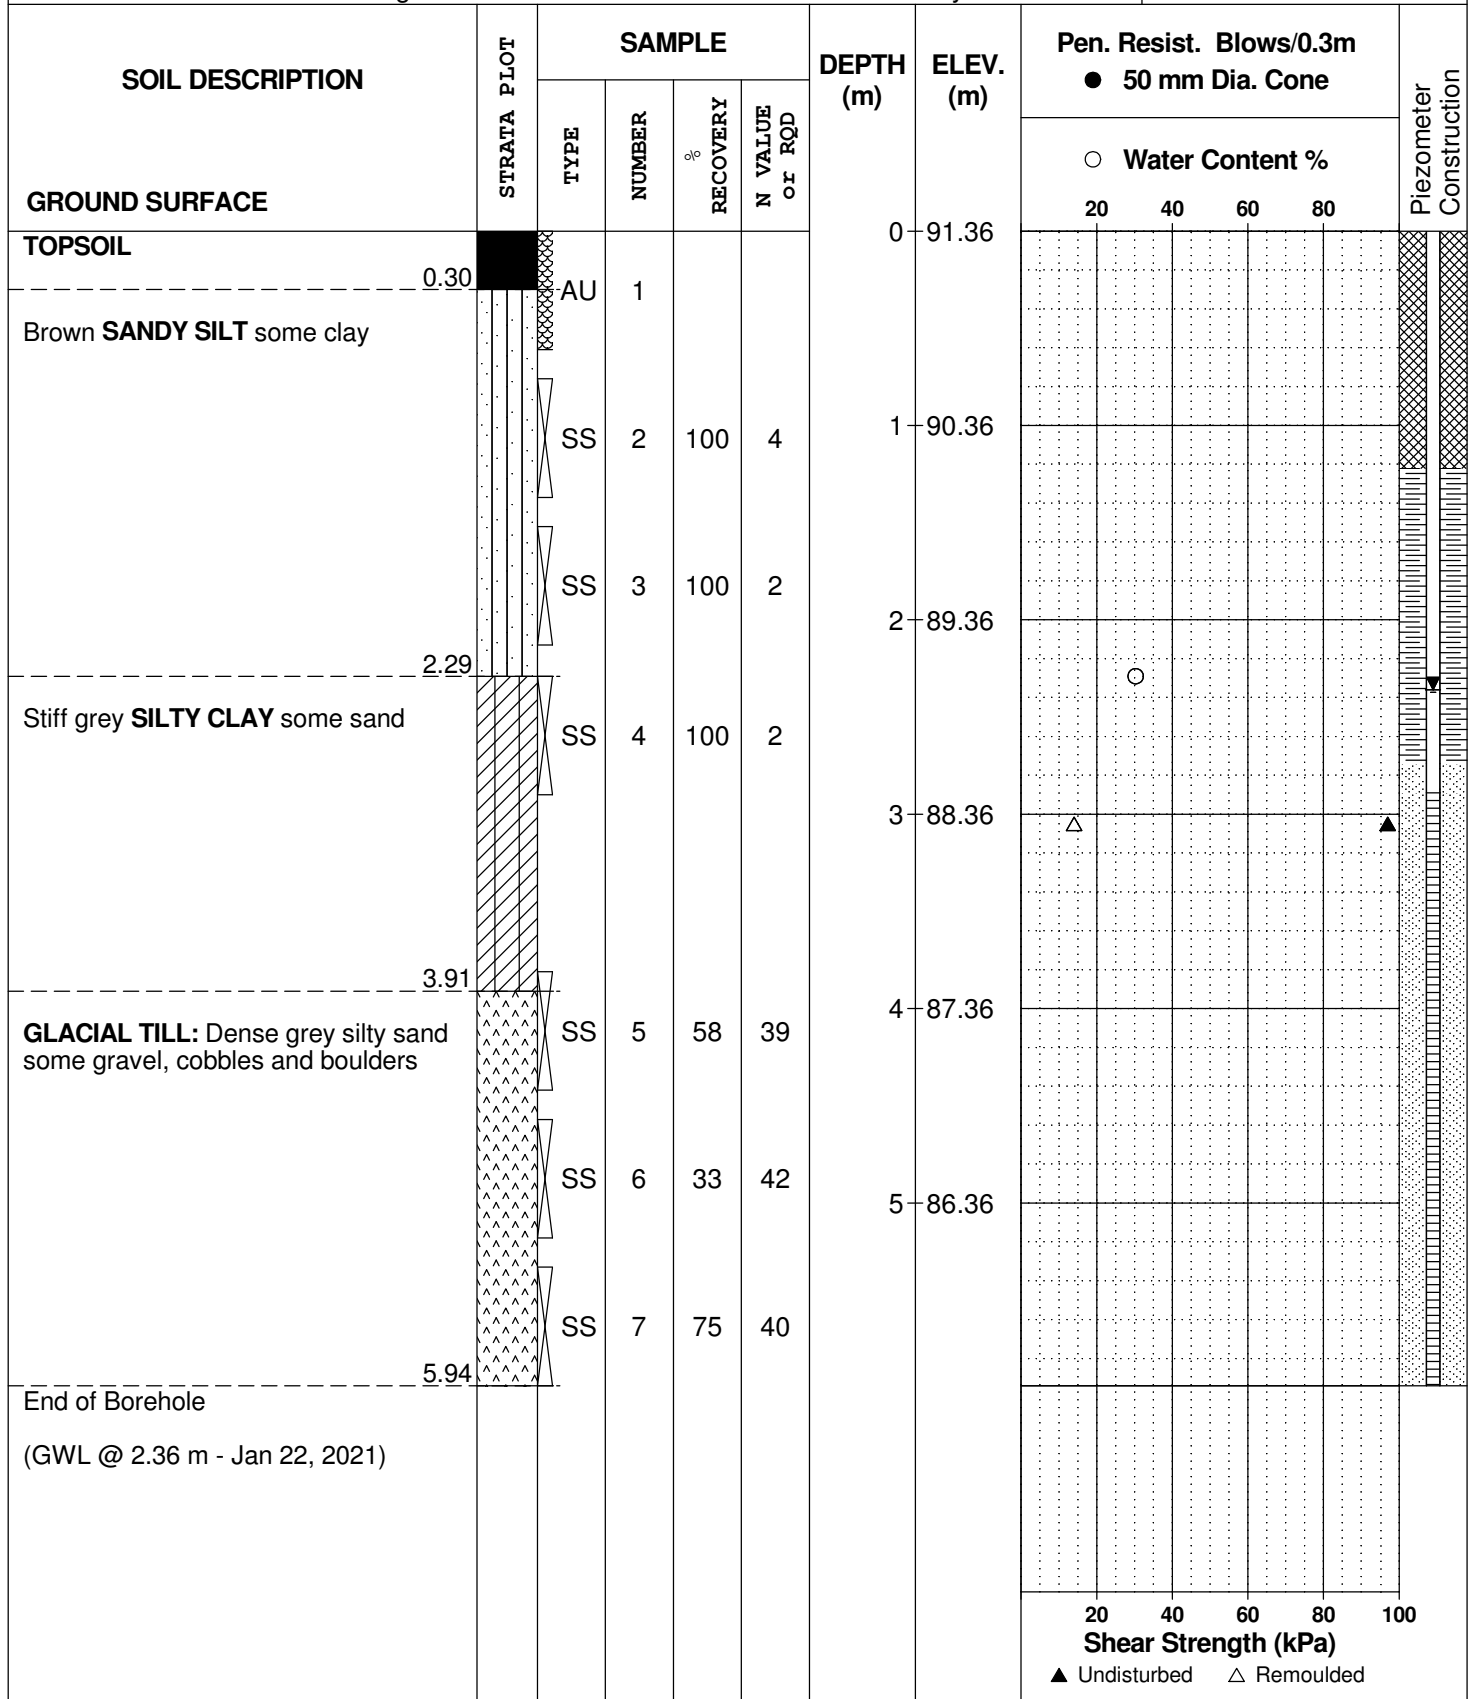 SOIL DESCRIPTION
GROUND SURFACE
STRATA PLOT
SAMPLE
TYPE
NUMBER
%
RECOVERY
N VALUE
or RQD
DEPTH
(m)
ELEV.
(m)
Pen. Resist. Blows/0.3m
● 50 mm Dia. Cone
○ Water Content %
20 40 60 80
Piezometer
Construction
0 91.36
TOPSOIL
0.30
AU 1
Brown SANDY SILT some clay
1 90.36
SS 2 100 4
SS 3 100 2
2 89.36
2.29
Stiff grey SILTY CLAY some sand
SS 4 100 2
3 88.36
3.91
4 87.36
GLACIAL TILL: Dense grey silty sand
some gravel, cobbles and boulders
SS 5 58 39
SS 6 33 42
5 86.36
SS 7 75 40
5.94
End of Borehole
(GWL @ 2.36 m - Jan 22, 2021)
20 40 60 80 100
Shear Strength (kPa)
▲ Undisturbed △ Remoulded